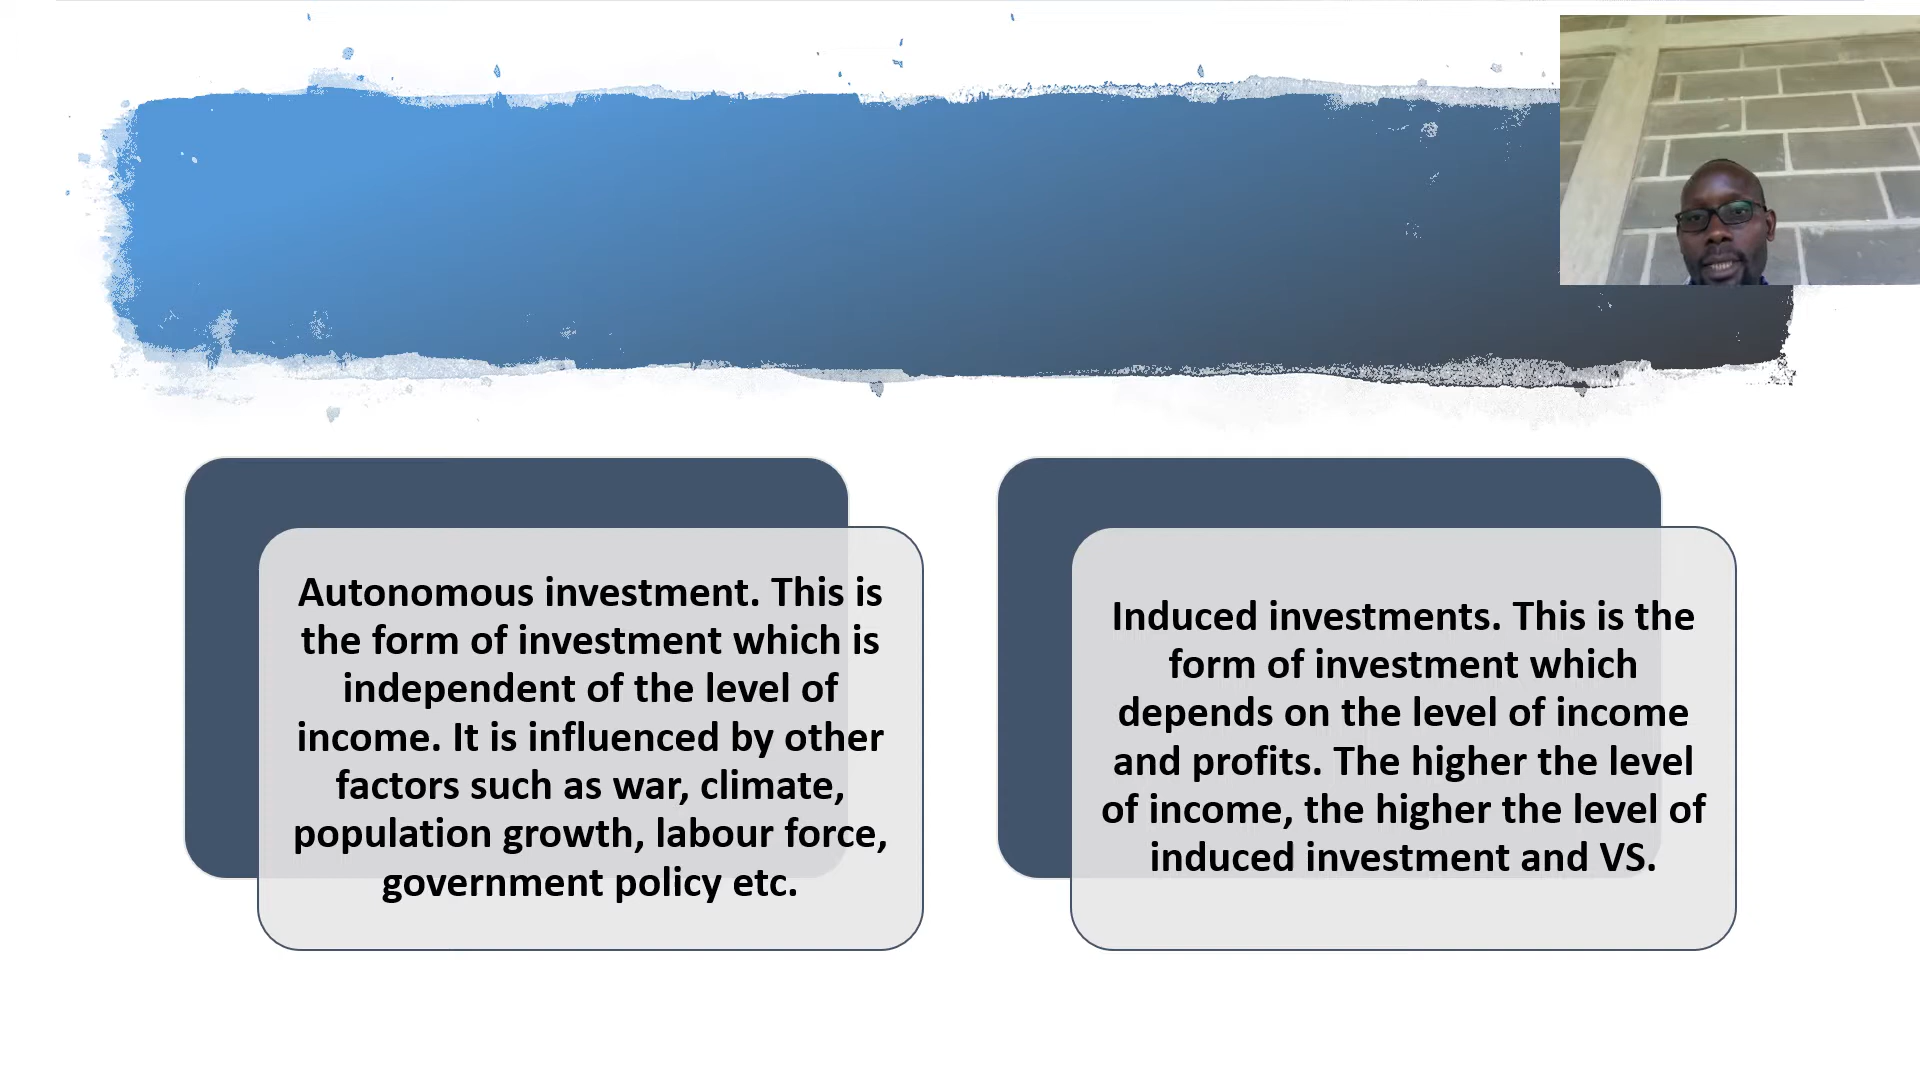 Autonomous investment. This is
the form of investment which is
independent of the level of
income. It is influenced by other
factors such as war, climate,
population growth, labour force,
government policy etc.
Induced investments. This is the
form of investment which
depends on the level of income
and profits. The higher the level
of income, the higher the level of
induced investment and VS.